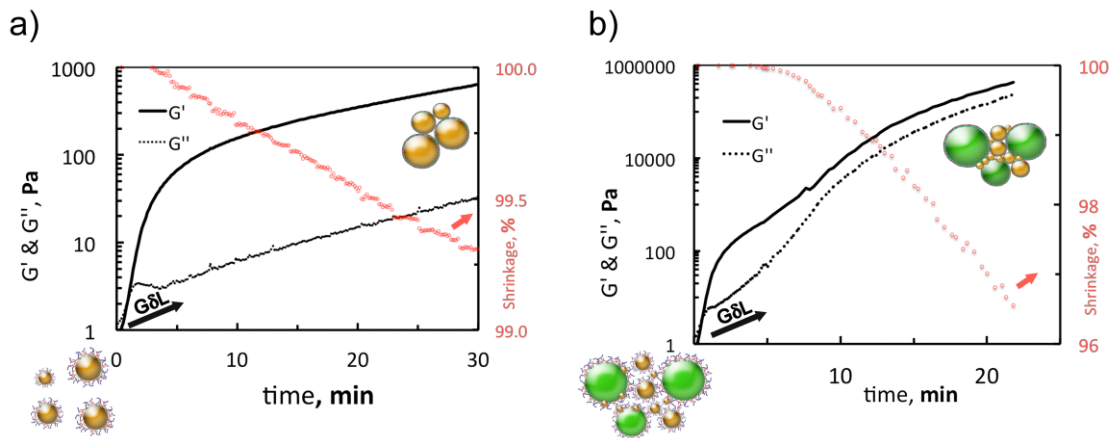 a)
1000
100
10
1
G' & G'', Pa
G'
G''
GδL
0
10
20
30
time, min
100.0
99.5
99.0
Shrinkage, %
b)
1000000
10000
100
1
G' & G'', Pa
G'
G''
GδL
10
20
time, min
100
98
96
Shrinkage, %